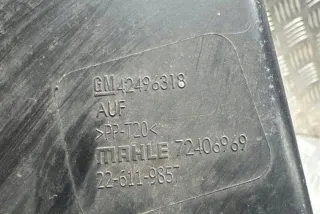 GM 42496318
AUF
>PP-T20<
MAHLE 72406969
22-611-9857